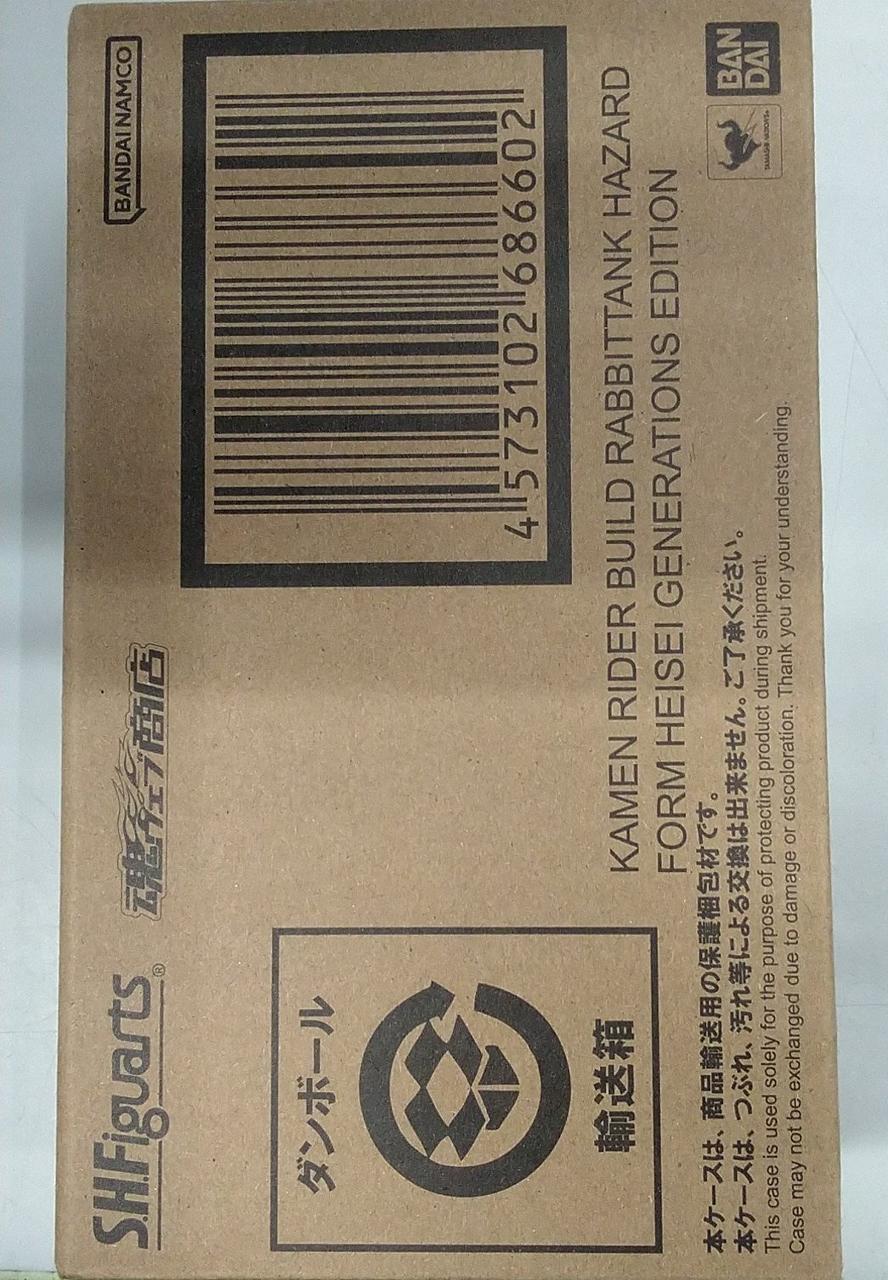 S.H.Figuarts®
魂ウェブ商店
BANDAI NAMCO
4 573102 686602
ダンボール
輸送箱
KAMEN RIDER BUILD RABBITTANK HAZARD
FORM HEISEI GENERATIONS EDITION
BAN
DAI
TAMASHII NATIONS
本ケースは、商品輸送用の保護梱包材です。
本ケースは、つぶれ、汚れ等による交換は出来ません。ご了承ください。
This case is used solely for the purpose of protecting product during shipment.
Case may not be exchanged due to damage or discoloration. Thank you for your understanding.